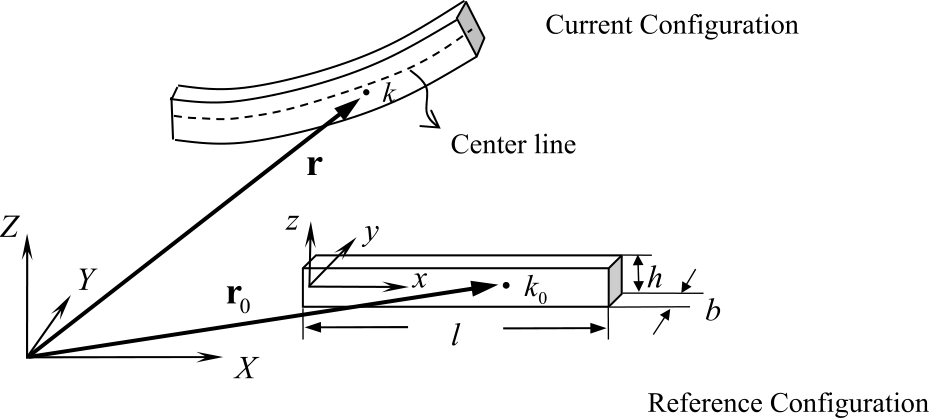 Current Configuration
k
Center line
r
Z
z
y
Y
x
k0
h
r0
b
l
X
Reference Configuration